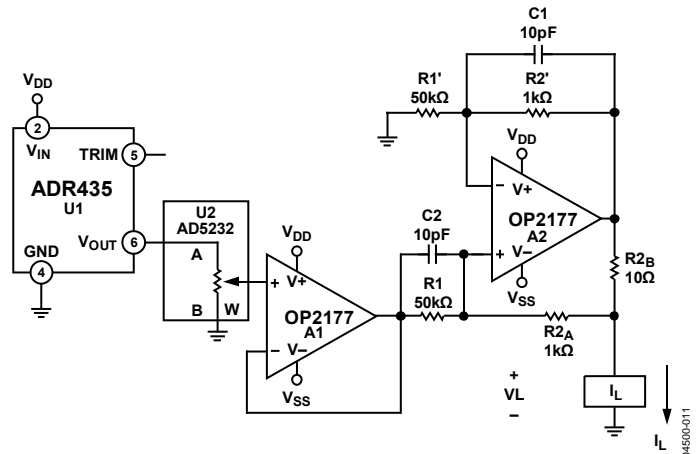 C1
10pF
R1'
50kΩ
R2'
1kΩ
VDD
2
VIN
TRIM
5
ADR435
U1
VOUT
6
GND
4
U2
AD5232
A
B
W
VDD
+
V+
OP2177
A1
–
V–
VSS
C2
10pF
R1
50kΩ
VDD
–
V+
OP2177
A2
+
V–
VSS
R2B
10Ω
R2A
1kΩ
+
VL
–
IL
IL
04500-011